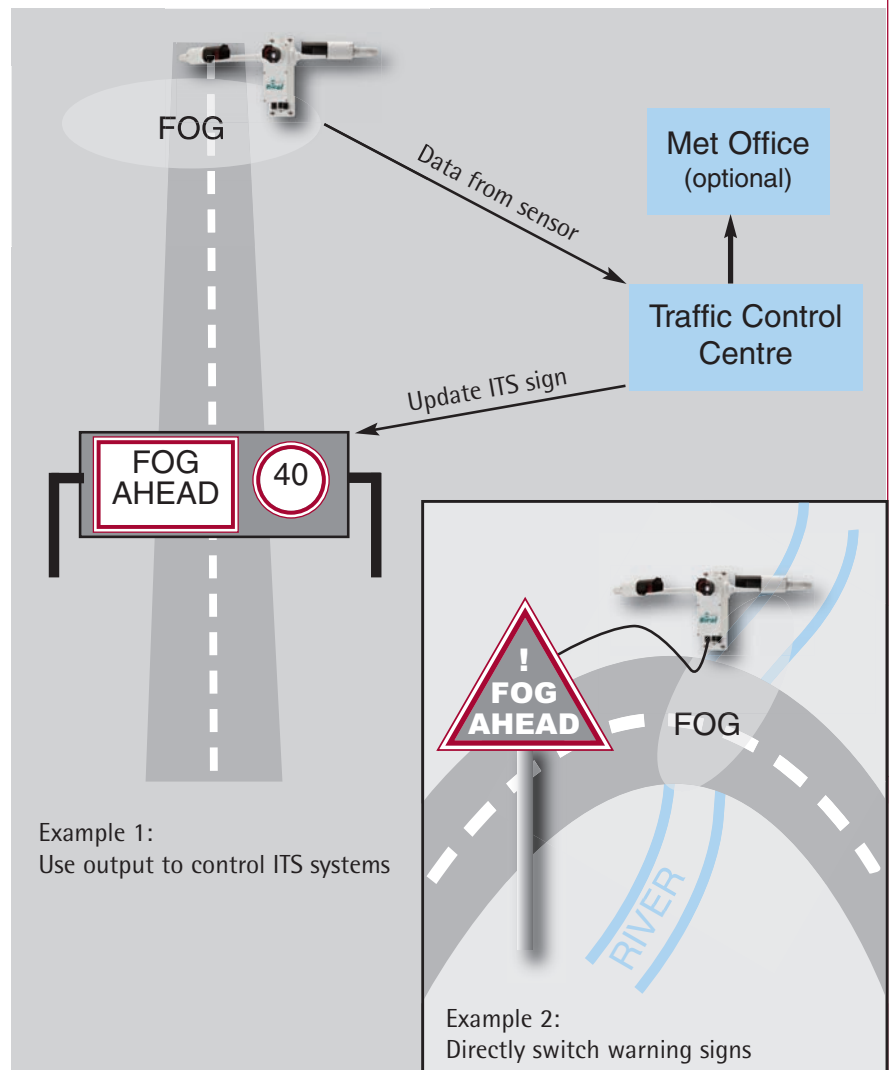 FOG
Data from sensor
Met Office
(optional)
Traffic Control
Centre
Update ITS sign
FOG
AHEAD
40
Example 1:
Use output to control ITS systems
!
FOG
AHEAD
FOG
RIVER
Example 2:
Directly switch warning signs